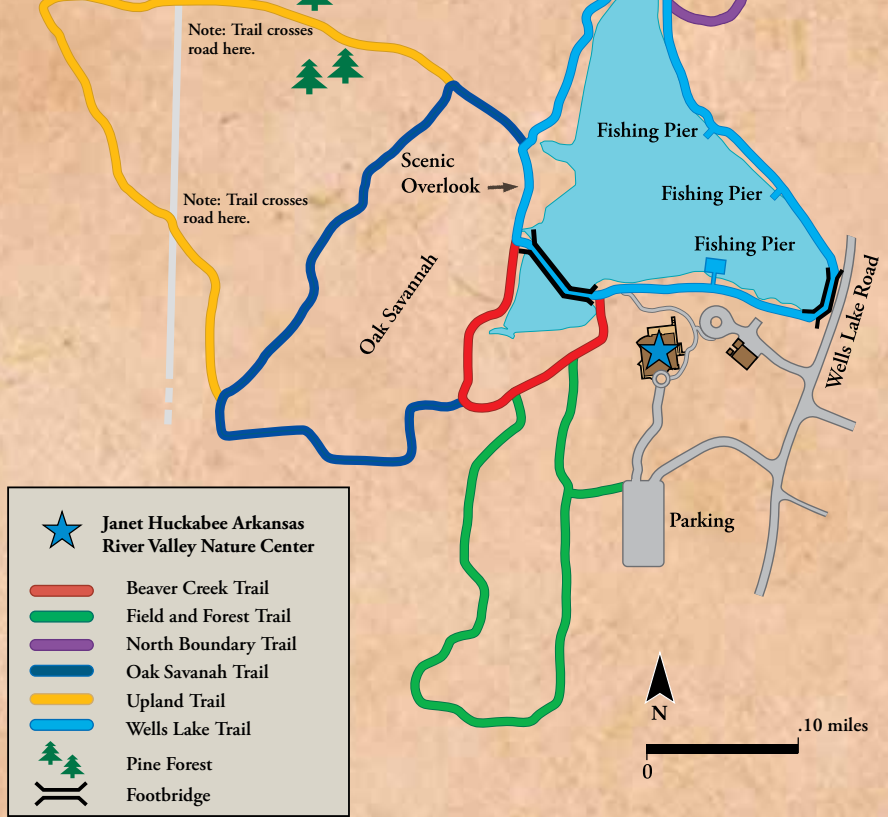 Note: Trail crosses
road here.
Fishing Pier
Scenic
Overlook
Fishing Pier
Note: Trail crosses
road here.
Fishing Pier
Oak Savannah
Wells Lake Road
Janet Huckabee Arkansas
River Valley Nature Center
Parking
Beaver Creek Trail
Field and Forest Trail
North Boundary Trail
Oak Savanah Trail
Upland Trail
Wells Lake Trail
Pine Forest
Footbridge
N
.10 miles
0